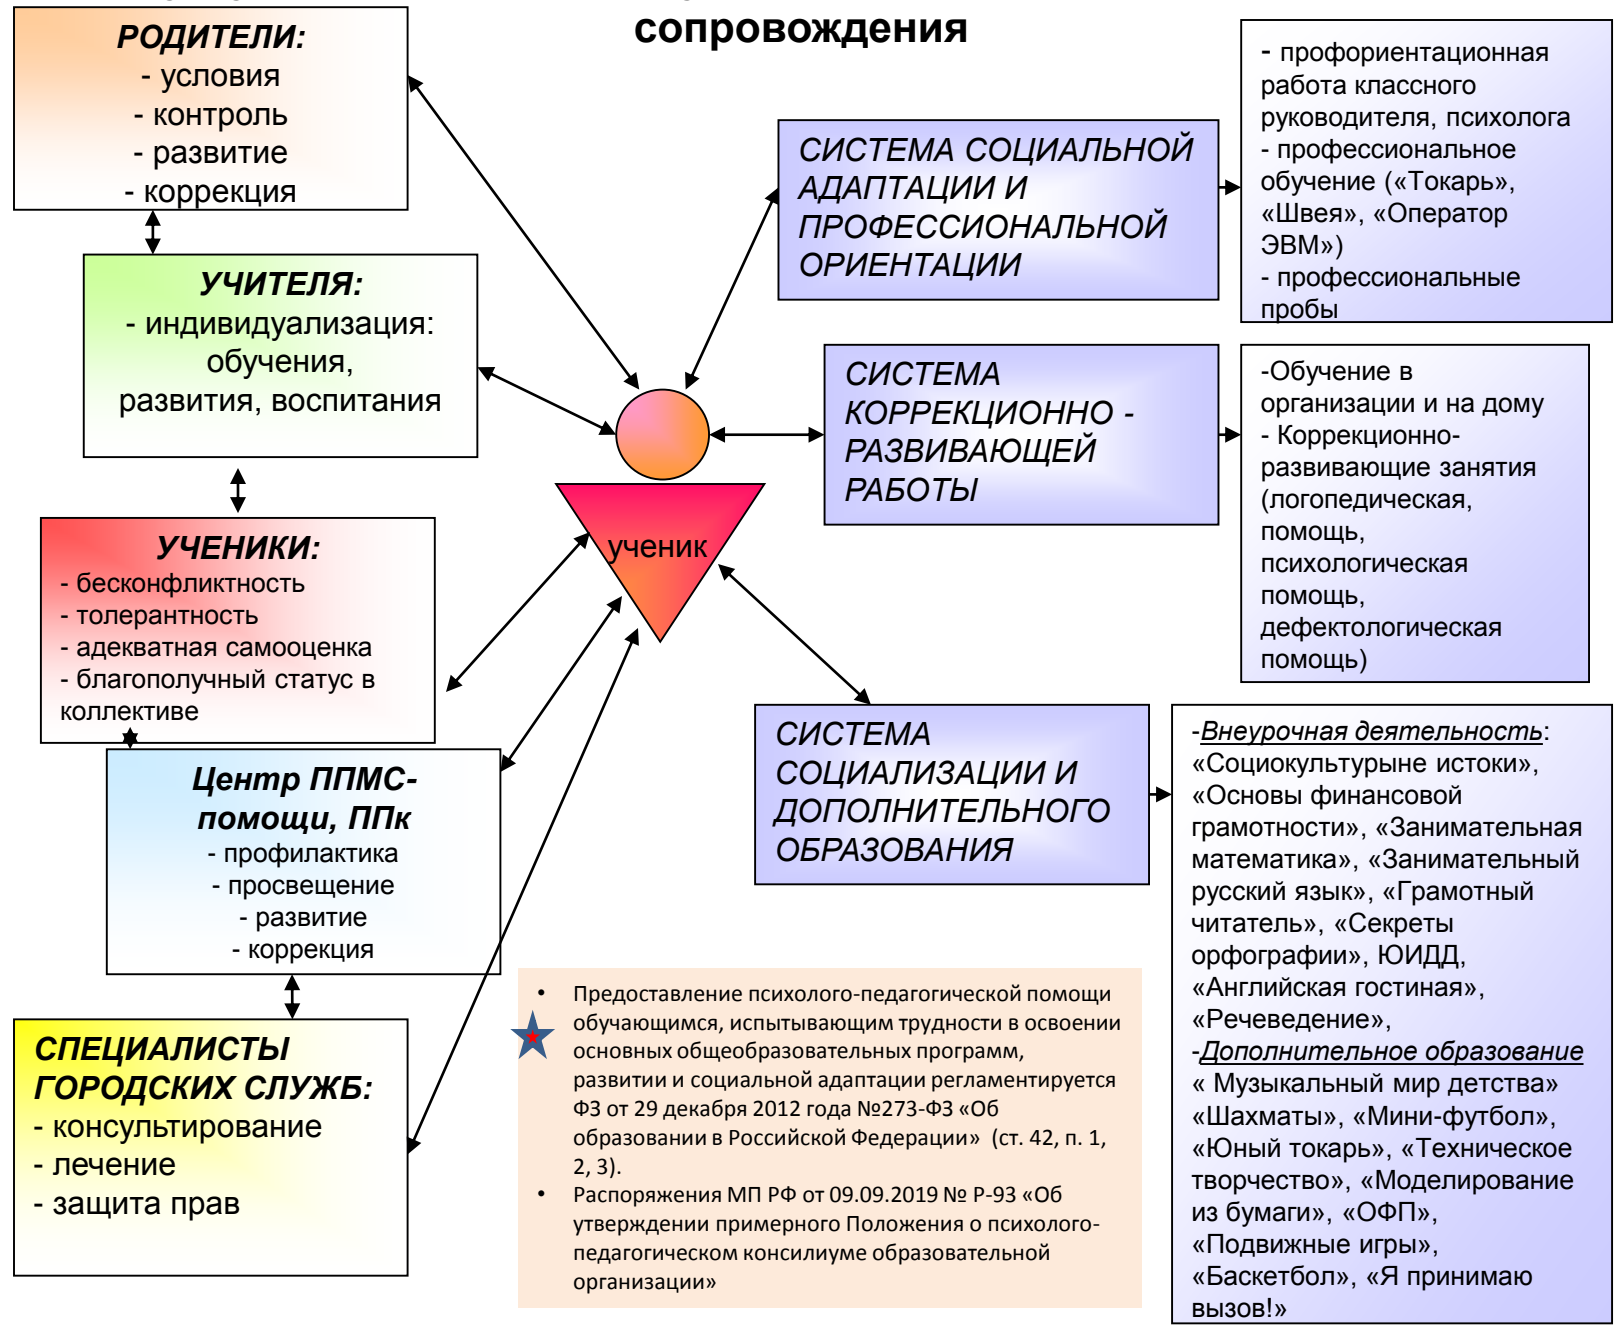 сопровождения
РОДИТЕЛИ:
- условия
- контроль
- развитие
- коррекция
УЧИТЕЛЯ:
- индивидуализация:
обучения,
развития, воспитания
УЧЕНИКИ:
- бесконфликтность
- толерантность
- адекватная самооценка
- благополучный статус в
коллективе
Центр ППМС-
помощи, ППк
- профилактика
- просвещение
- развитие
- коррекция
СПЕЦИАЛИСТЫ
ГОРОДСКИХ СЛУЖБ:
- консультирование
- лечение
- защита прав
ученик
СИСТЕМА СОЦИАЛЬНОЙ
АДАПТАЦИИ И
ПРОФЕССИОНАЛЬНОЙ
ОРИЕНТАЦИИ
- профориентационная
работа классного
руководителя, психолога
- профессиональное
обучение («Токарь»,
«Швея», «Оператор
ЭВМ»)
- профессиональные
пробы
СИСТЕМА
КОРРЕКЦИОННО -
РАЗВИВАЮЩЕЙ
РАБОТЫ
-Обучение в
организации и на дому
- Коррекционно-
развивающие занятия
(логопедическая,
помощь,
психологическая
помощь,
дефектологическая
помощь)
СИСТЕМА
СОЦИАЛИЗАЦИИ И
ДОПОЛНИТЕЛЬНОГО
ОБРАЗОВАНИЯ
-Внеурочная деятельность:
«Социокультурыне истоки»,
«Основы финансовой
грамотности», «Занимательная
математика», «Занимательный
русский язык», «Грамотный
читатель», «Секреты
орфографии», ЮИДД,
«Английская гостиная»,
«Речеведение»,
-Дополнительное образование
« Музыкальный мир детства»
«Шахматы», «Мини-футбол»,
«Юный токарь», «Техническое
творчество», «Моделирование
из бумаги», «ОФП»,
«Подвижные игры»,
«Баскетбол», «Я принимаю
вызов!»
• Предоставление психолого-педагогической помощи
обучающимся, испытывающим трудности в освоении
основных общеобразовательных программ,
развитии и социальной адаптации регламентируется
ФЗ от 29 декабря 2012 года №273-ФЗ «Об
образовании в Российской Федерации» (ст. 42, п. 1,
2, 3).
• Распоряжения МП РФ от 09.09.2019 № Р-93 «Об
утверждении примерного Положения о психолого-
педагогическом консилиуме образовательной
организации»